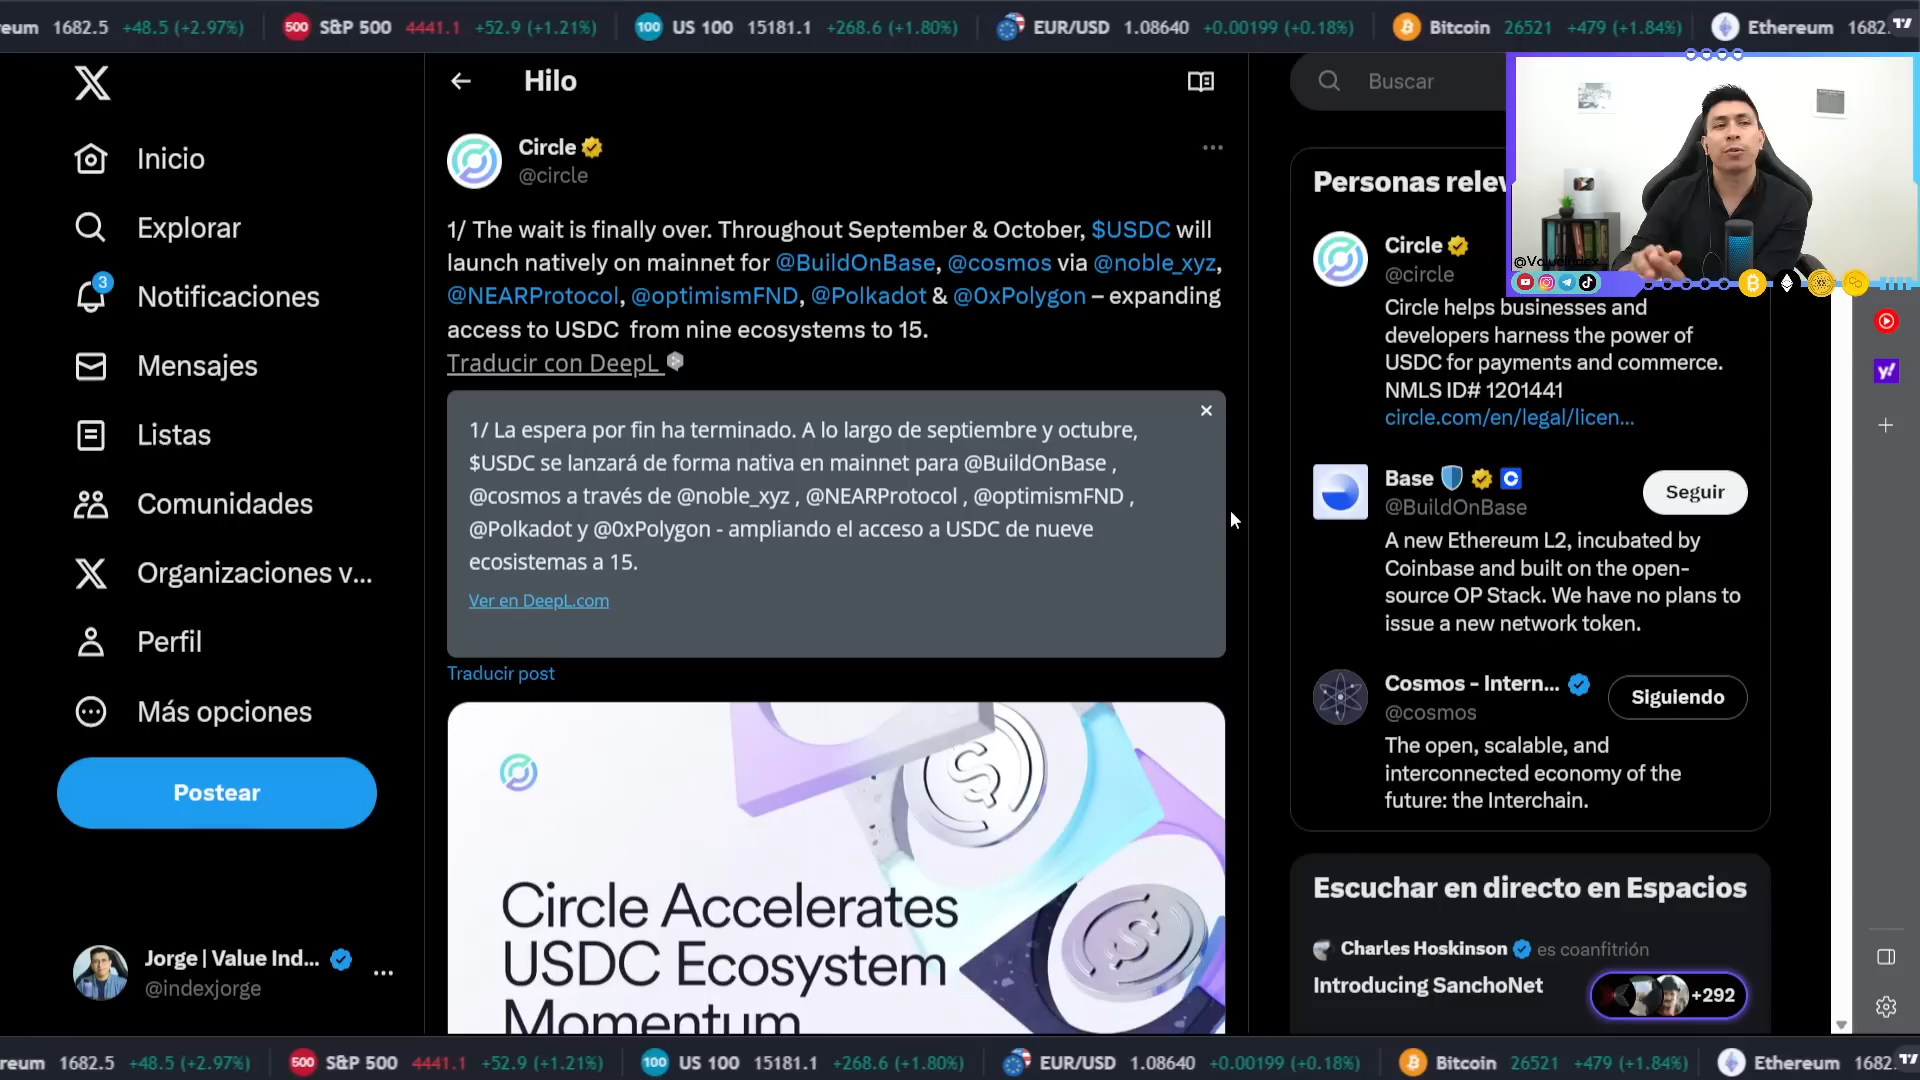 reum 1682.5 +48.5 (+2.97%) 500 S&P 500 4441.1 +52.9 (+1.21%) 100 US 100 15181.1 +268.6 (+1.80%) EUR/USD 1.08640 +0.00199 (+0.18%) Bitcoin 26521 +479 (+1.84%) Ethereum 1682.
Hilo
Buscar
Inicio
Explorar
3
Notificaciones
Mensajes
Listas
Comunidades
Organizaciones v...
Perfil
Más opciones
Postear
Jorge | Value Ind...
@indexjorge
Circle
@circle
1/ The wait is finally over. Throughout September & October, $USDC will
launch natively on mainnet for @BuildOnBase, @cosmos via @noble_xyz,
@NEARProtocol, @optimismFND, @Polkadot & @0xPolygon – expanding
access to USDC from nine ecosystems to 15.
Traducir con DeepL
1/ La espera por fin ha terminado. A lo largo de septiembre y octubre,
$USDC se lanzará de forma nativa en mainnet para @BuildOnBase ,
@cosmos a través de @noble_xyz , @NEARProtocol , @optimismFND ,
@Polkadot y @0xPolygon - ampliando el acceso a USDC de nueve
ecosistemas a 15.
Ver en DeepL.com
Traducir post
Circle Accelerates
USDC Ecosystem
Momentum
Personas relev
Circle
@circle
Circle helps businesses and
developers harness the power of
USDC for payments and commerce.
NMLS ID# 1201441
circle.com/en/legal/licen...
Base
@BuildOnBase
Seguir
A new Ethereum L2, incubated by
Coinbase and built on the open-
source OP Stack. We have no plans to
issue a new network token.
Cosmos - Intern...
@cosmos
Siguiendo
The open, scalable, and
interconnected economy of the
future: the Interchain.
Escuchar en directo en Espacios
Charles Hoskinson es coanfitrión
Introducing SanchoNet
+292
@ValueIndex
y!
reum 1682.5 +48.5 (+2.97%) 500 S&P 500 4441.1 +52.9 (+1.21%) 100 US 100 15181.1 +268.6 (+1.80%) EUR/USD 1.08640 +0.00199 (+0.18%) Bitcoin 26521 +479 (+1.84%) Ethereum 1682.